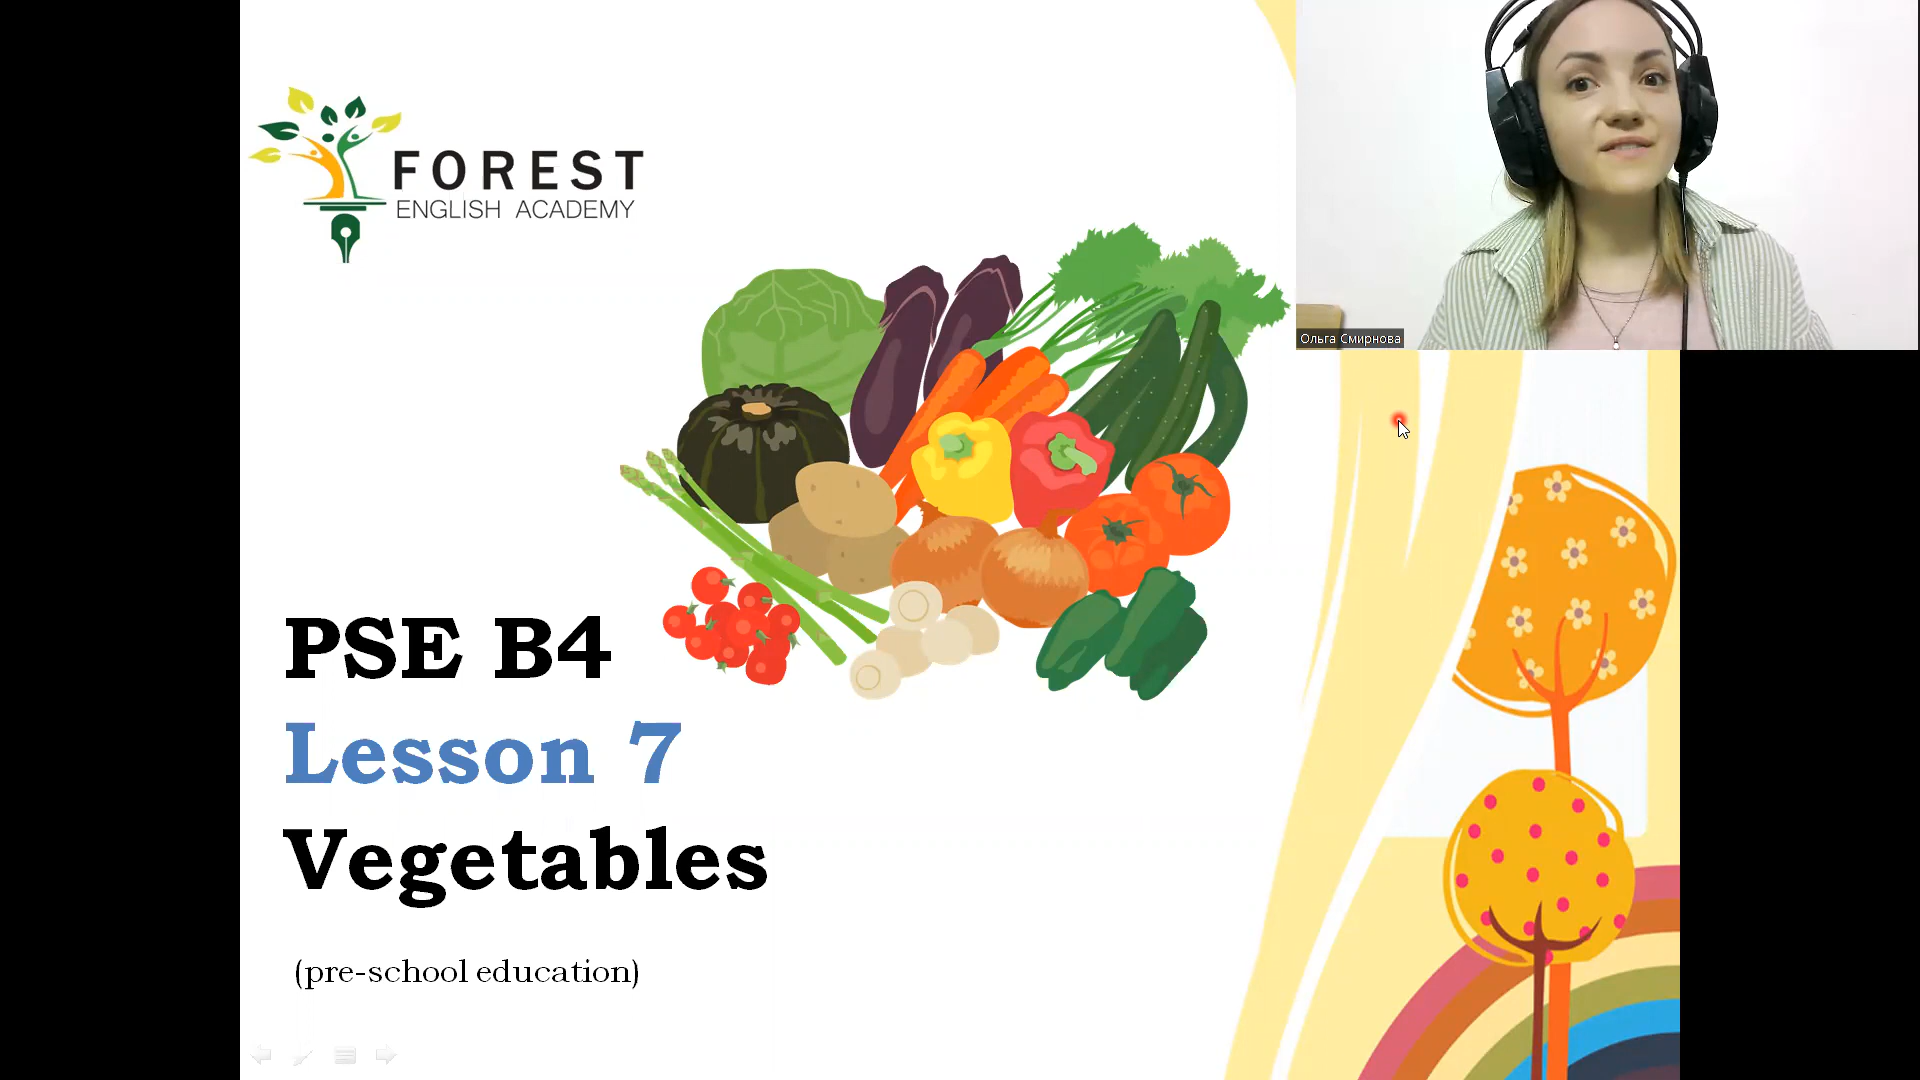 FOREST
ENGLISH ACADEMY
Ольга Смирнова
PSE B4
Lesson 7
Vegetables
(pre-school education)